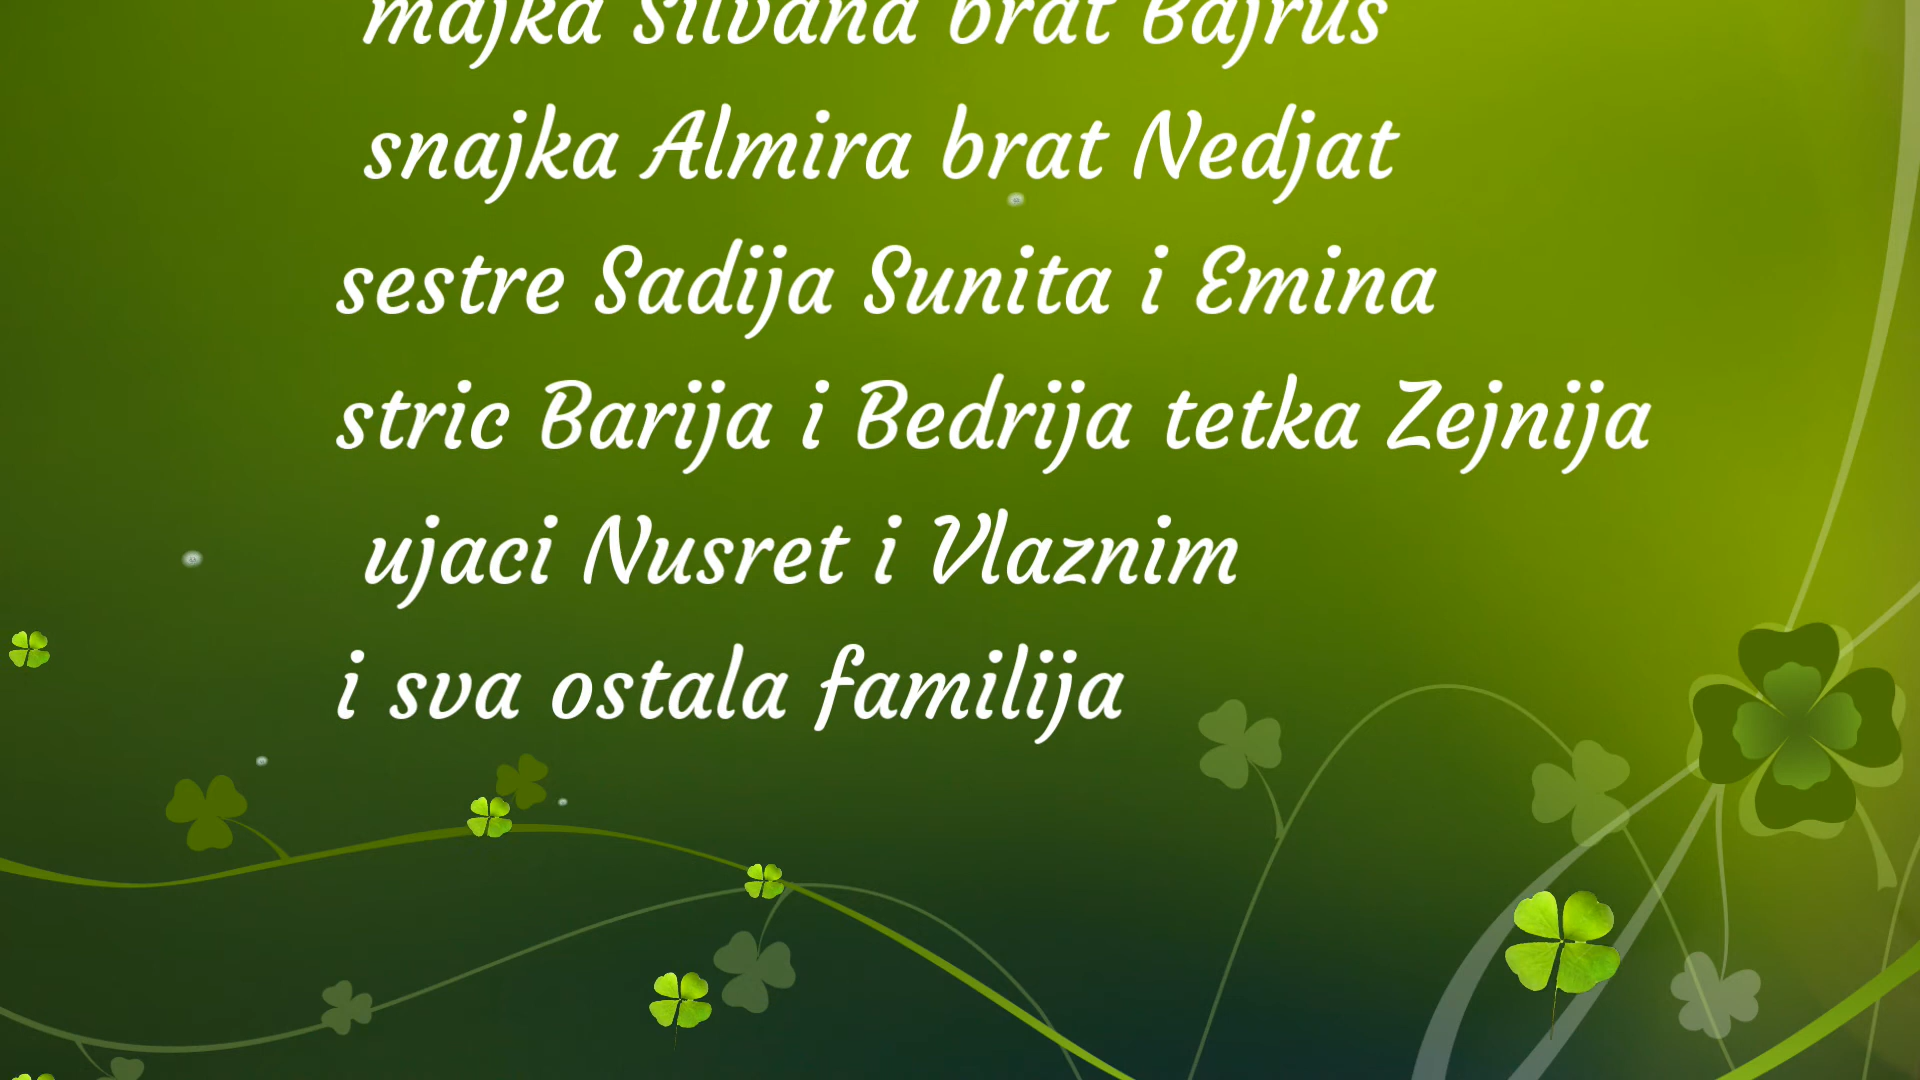 majka Silvana brat Bajrus
snajka Almira brat Nedjat
sestre Sadija Sunita i Emina
stric Barija i Bedrija tetka Zejnija
ujaci Nusret i Vlaznim
i sva ostala familija